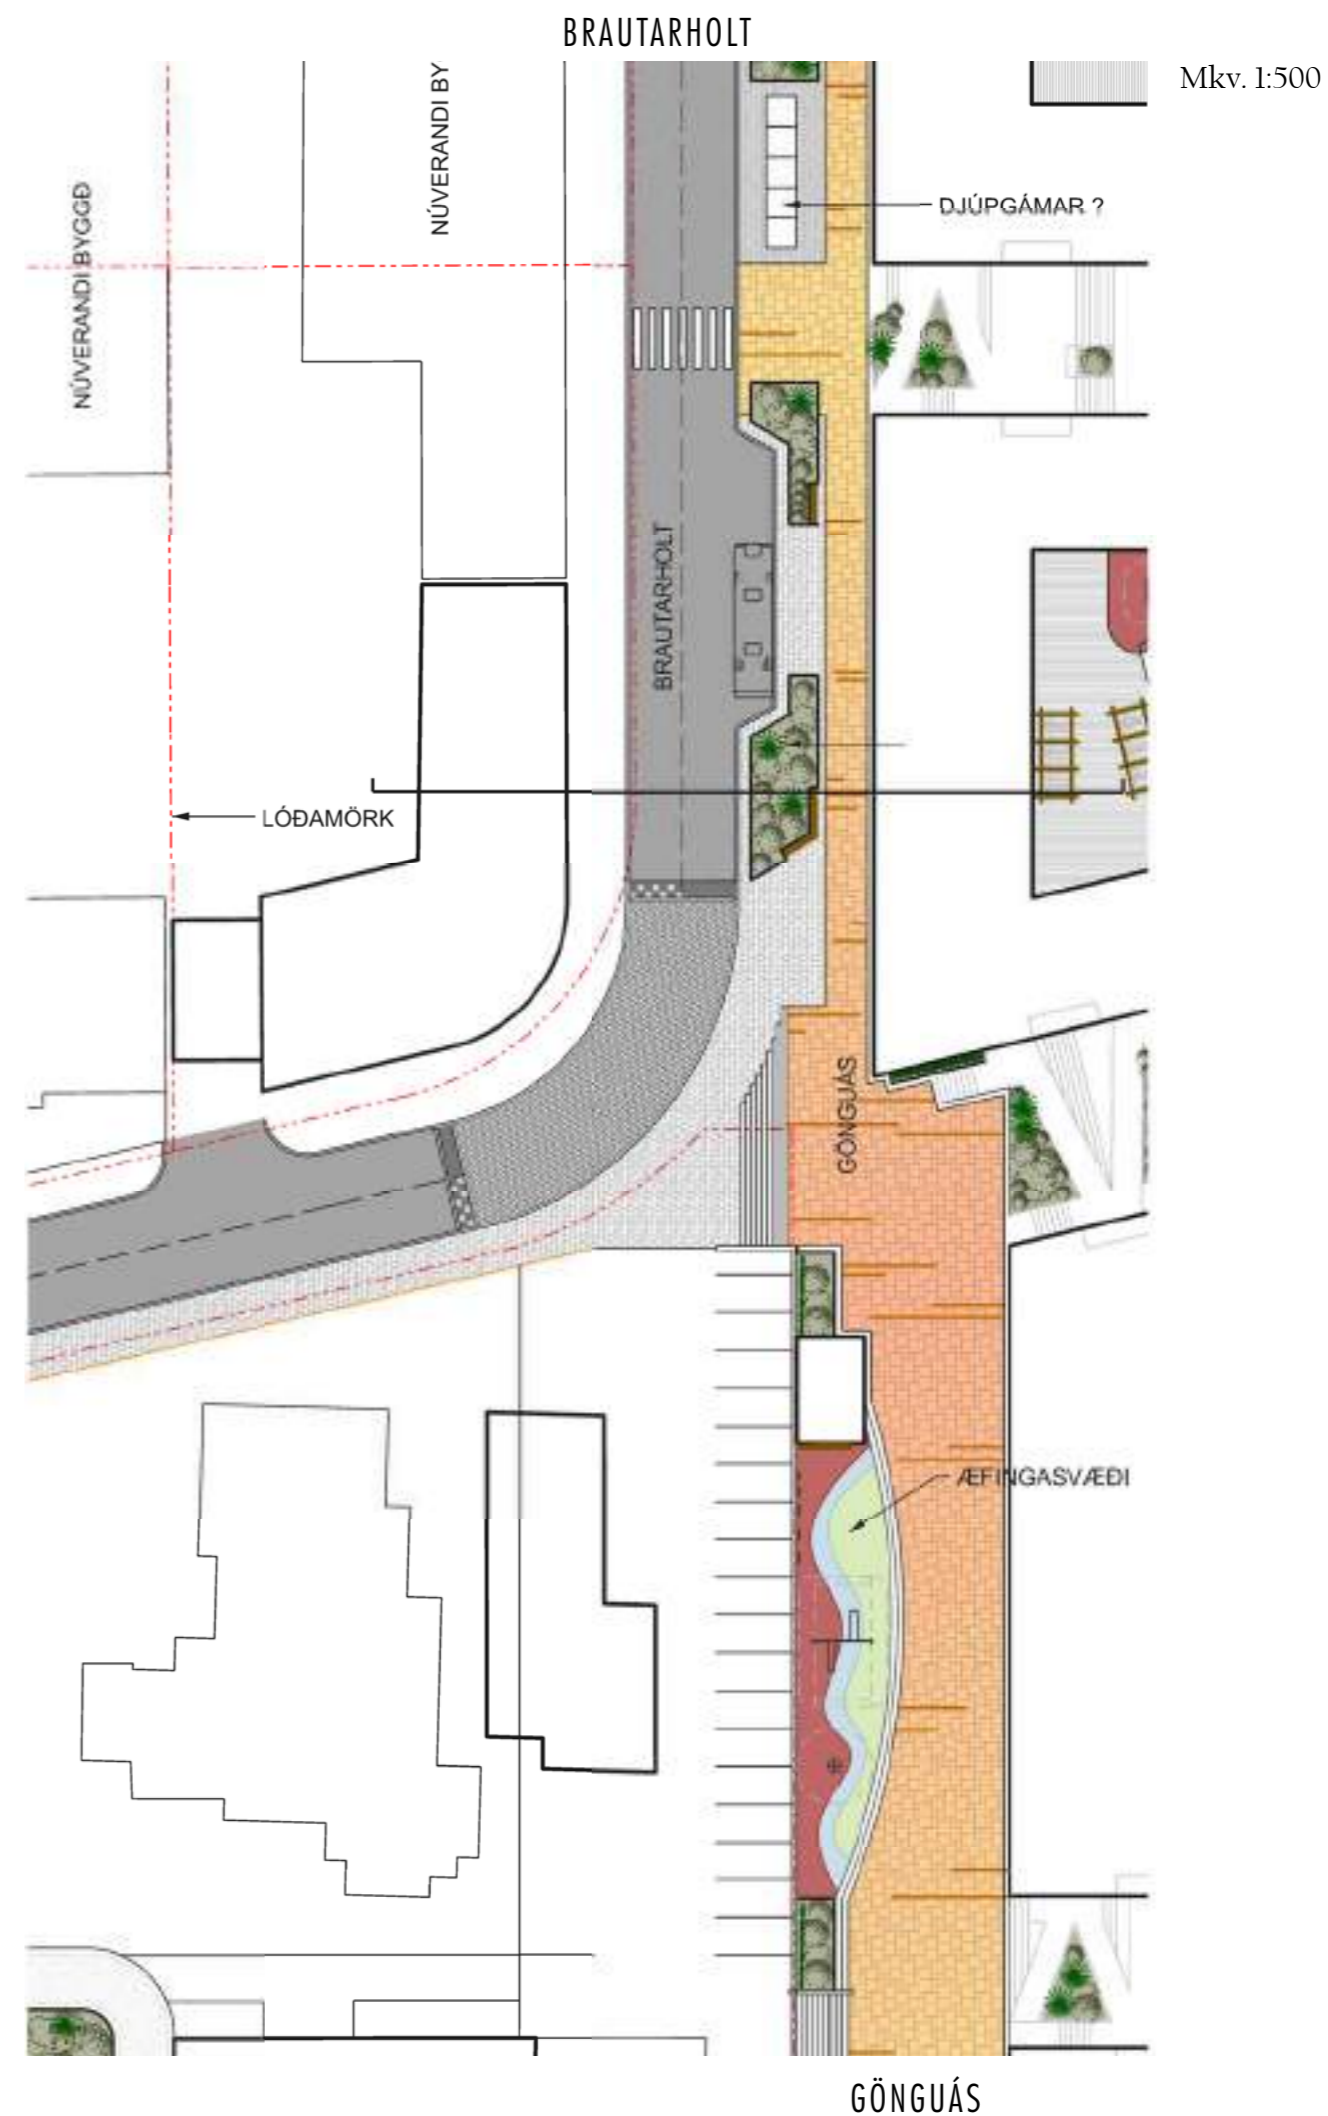 BRAUTARHOLT
Mkv. 1:500
NÚVERANDI BY
NÚVERANDI BYGGÐ
DJÚPGÁMAR ?
BRAUTARHOLT
LÓÐAMÖRK
GÖNGUÁS
ÆFINGASVÆÐI
GÖNGUÁS